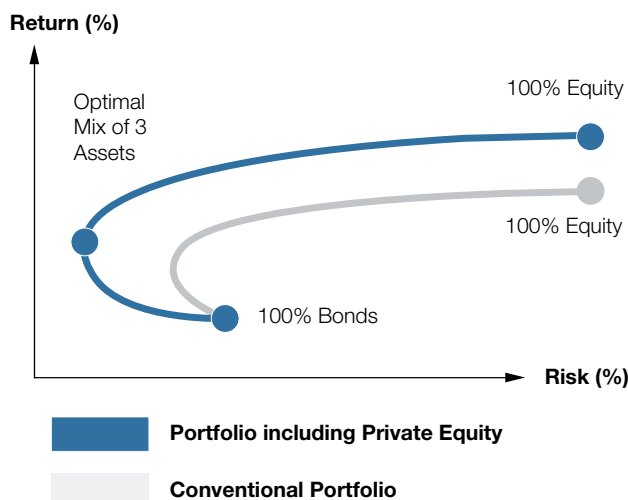 Return (%)
100% Equity
Optimal
Mix of 3
Assets
100% Equity
100% Bonds
Risk (%)
Portfolio including Private Equity
Conventional Portfolio